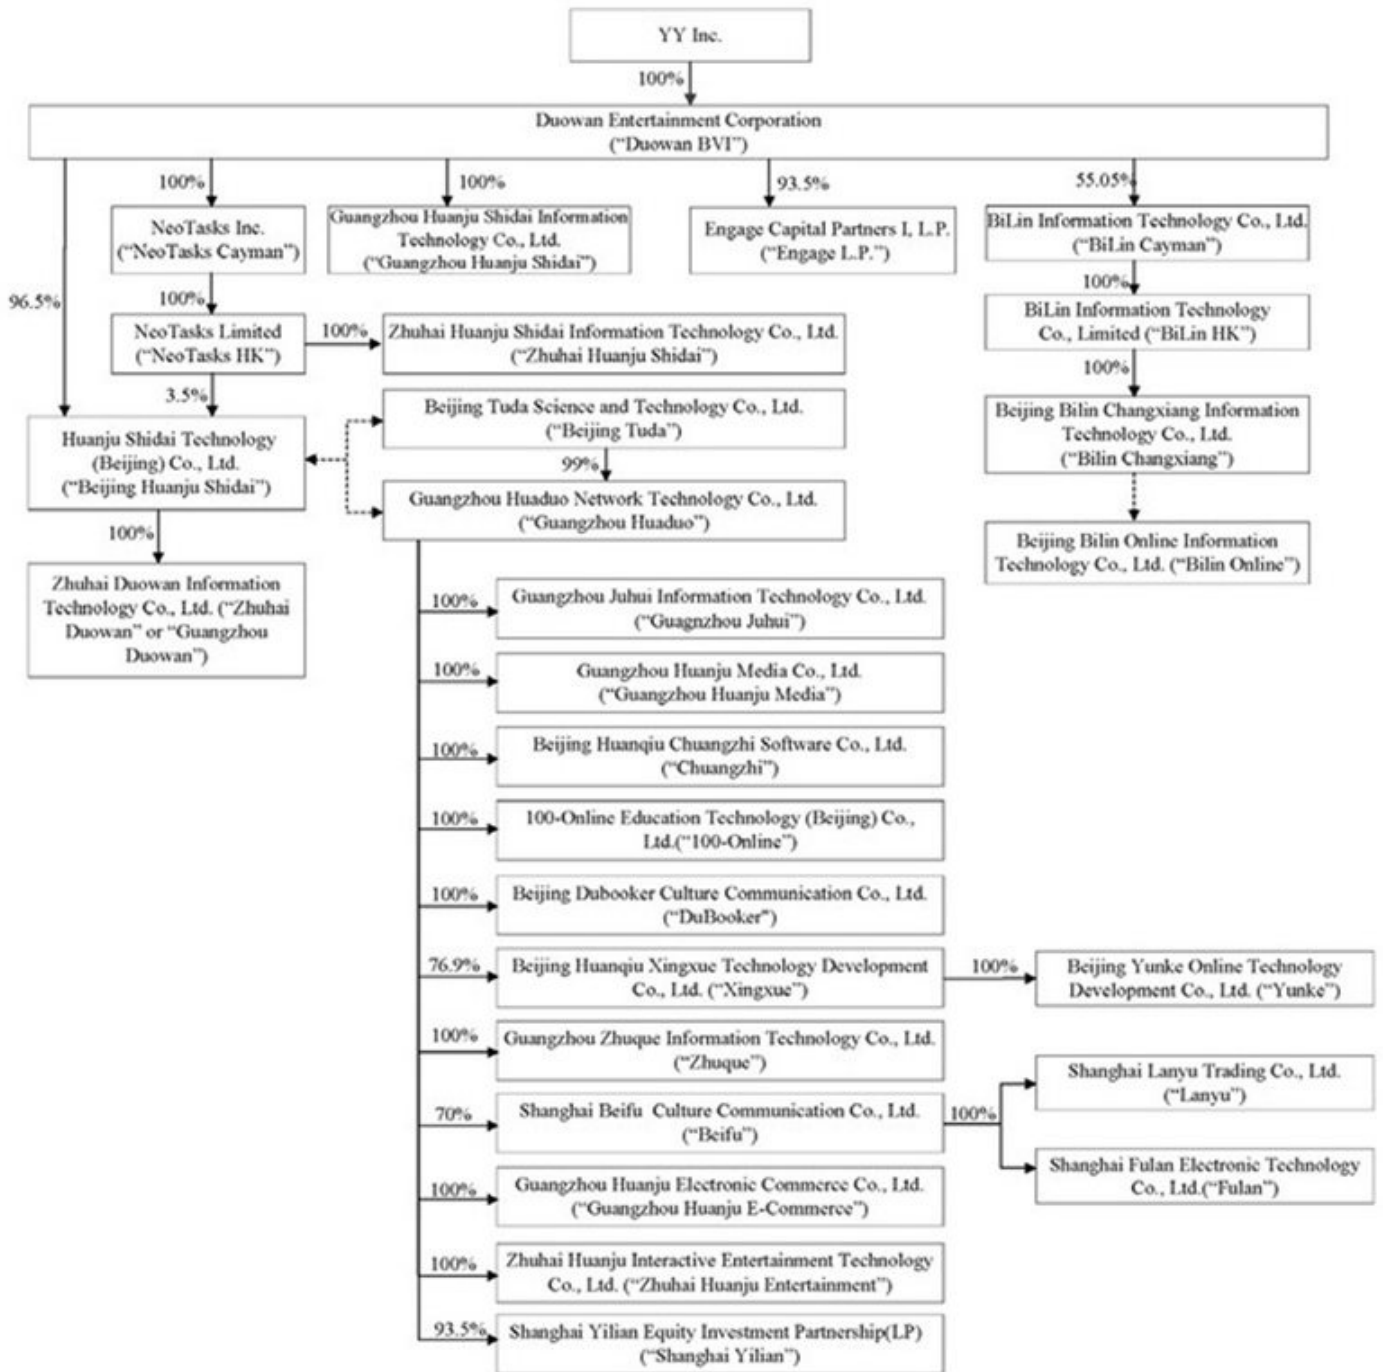 YY Inc.
100%
Duowan Entertainment Corporation
(“Duowan BVI”)
100%
100%
93.5%
55.05%
NeoTasks Inc.
(“NeoTasks Cayman”)
Guangzhou Huanju Shidai Information
Technology Co., Ltd.
(“Guangzhou Huanju Shidai”)
Engage Capital Partners I, L.P.
(“Engage L.P.”)
BiLin Information Technology Co., Ltd.
(“BiLin Cayman”)
96.5%
100%
100%
NeoTasks Limited
(“NeoTasks HK”)
100%
Zhuhai Huanju Shidai Information Technology Co., Ltd.
(“Zhuhai Huanju Shidai”)
BiLin Information Technology
Co., Limited (“BiLin HK”)
3.5%
100%
Huanju Shidai Technology
(Beijing) Co., Ltd.
(“Beijing Huanju Shidai”)
Beijing Tuda Science and Technology Co., Ltd.
(“Beijing Tuda”)
99%
Guangzhou Huaduo Network Technology Co., Ltd.
(“Guangzhou Huaduo”)
Beijing Bilin Changxiang Information
Technology Co., Ltd.
(“Bilin Changxiang”)
Beijing Bilin Online Information
Technology Co., Ltd. (“Bilin Online”)
100%
Zhuhai Duowan Information
Technology Co., Ltd. (“Zhuhai
Duowan” or “Guangzhou
Duowan”)
100%
Guangzhou Juhui Information Technology Co., Ltd.
(“Guagnzhou Juhui”)
100%
Guangzhou Huanju Media Co., Ltd.
(“Guangzhou Huanju Media”)
100%
Beijing Huanqiu Chuangzhi Software Co., Ltd.
(“Chuangzhi”)
100%
100-Online Education Technology (Beijing) Co.,
Ltd.(“100-Online”)
100%
Beijing Dubooker Culture Communication Co., Ltd.
(“DuBooker")
76.9%
Beijing Huanqiu Xingxue Technology Development
Co., Ltd. (“Xingxue”)
100%
Beijing Yunke Online Technology
Development Co., Ltd. (“Yunke”)
100%
Guangzhou Zhuque Information Technology Co., Ltd.
(“Zhuque”)
70%
Shanghai Beifu Culture Communication Co., Ltd.
(“Beifu”)
100%
Shanghai Lanyu Trading Co., Ltd.
(“Lanyu”)
Shanghai Fulan Electronic Technology
Co., Ltd.(“Fulan”)
100%
Guangzhou Huanju Electronic Commerce Co., Ltd.
(“Guangzhou Huanju E-Commerce”)
100%
Zhuhai Huanju Interactive Entertainment Technology
Co., Ltd. (“Zhuhai Huanju Entertainment”)
93.5%
Shanghai Yilian Equity Investment Partnership(LP)
(“Shanghai Yilian”)